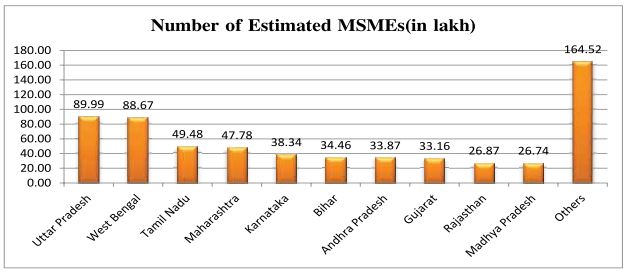 Number of Estimated MSMEs(in lakh)
180.00
160.00
140.00
120.00
100.00
80.00
60.00
40.00
20.00
0.00
89.99
88.67
49.48
47.78
38.34
34.46
33.87
33.16
26.87
26.74
164.52
Uttar Pradesh
West Bengal
Tamil Nadu
Maharashtra
Karnataka
Bihar
Andhra Pradesh
Gujarat
Rajasthan
Madhya Pradesh
Others